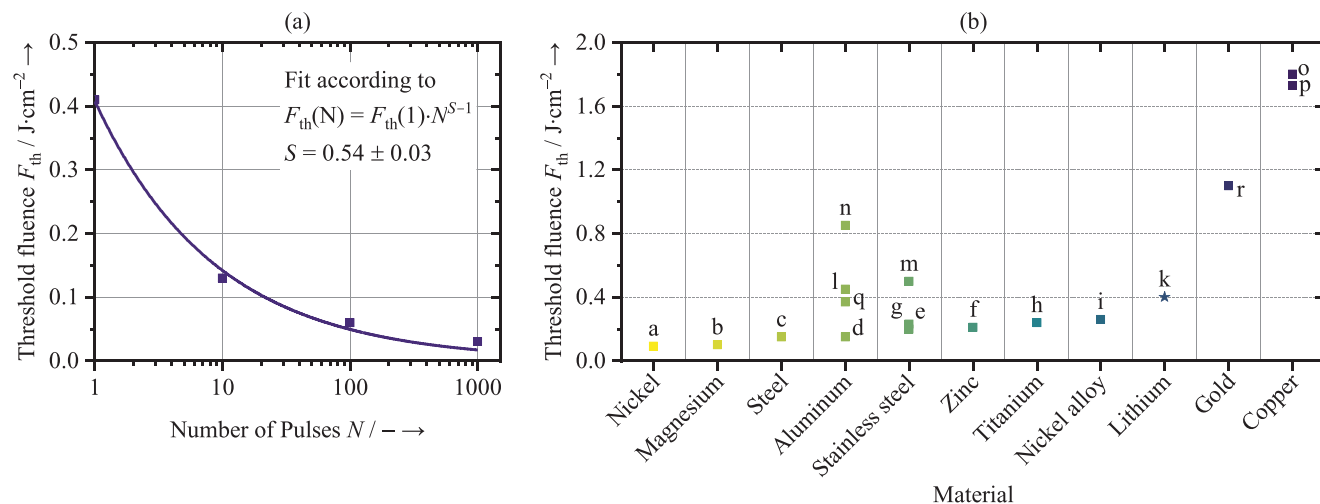 (a)
Threshold fluence F_th / J·cm⁻² →
0.5
0.4
0.3
0.2
0.1
0.0
1
10
100
1000
Number of Pulses N / – →
Fit according to
F_th(N) = F_th(1)·N^{S−1}
S = 0.54 ± 0.03
(b)
Threshold fluence F_th / J·cm⁻² →
2.0
1.6
1.2
0.8
0.4
0.0
a
b
c
n
l
q
d
m
g
e
f
h
i
k
r
o
p
Nickel
Magnesium
Steel
Aluminum
Stainless steel
Zinc
Titanium
Nickel alloy
Lithium
Gold
Copper
Material